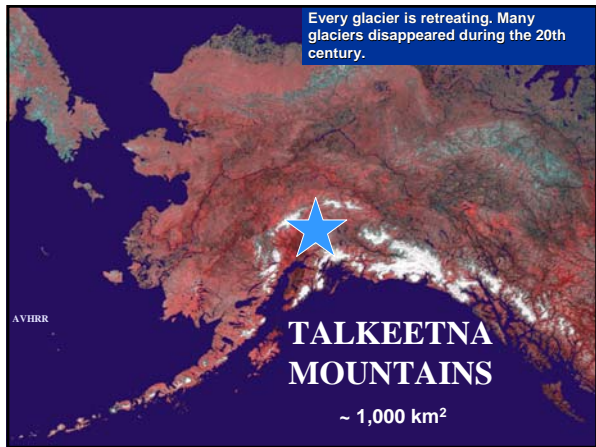 Every glacier is retreating. Many
glaciers disappeared during the 20th
century.
AVHRR
TALKEETNA
MOUNTAINS
~ 1,000 km²